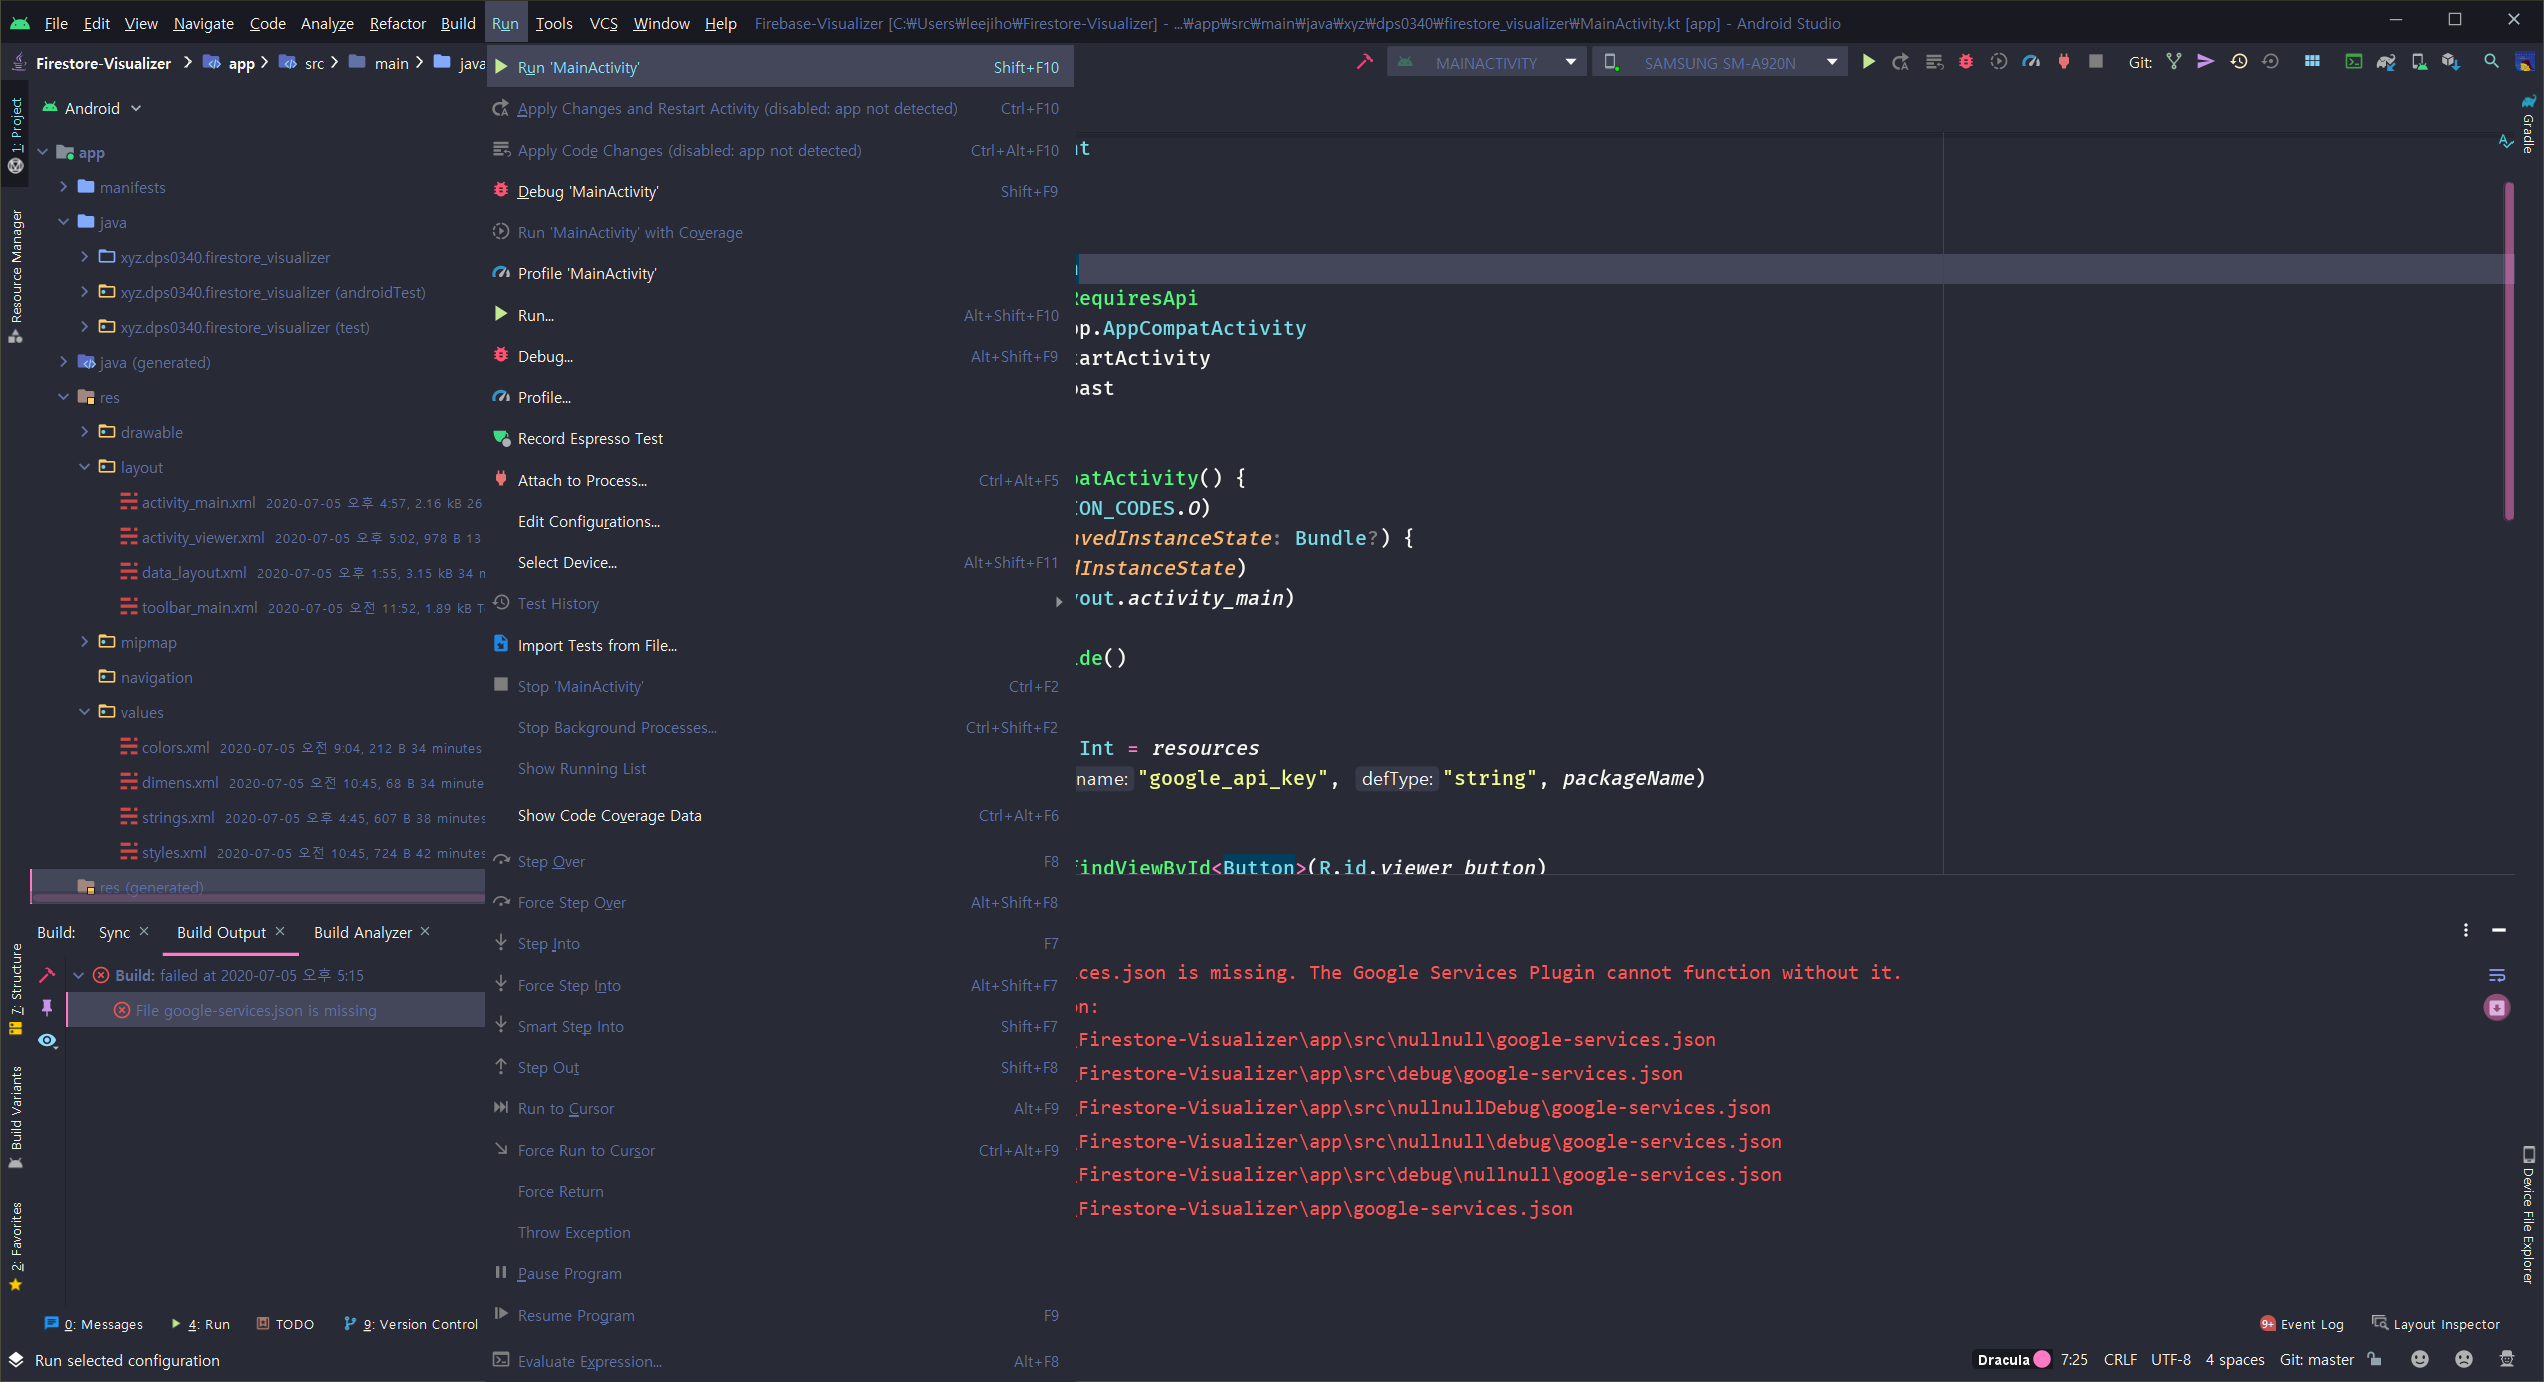 File Edit View Navigate Code Analyze Refactor Build Run Tools VCS Window Help Firebase-Visualizer [C:₩Users₩leejiho₩Firestore-Visualizer] - ...₩app₩src₩main₩java₩xyz₩dps0340₩firestore_visualizer₩MainActivity.kt [app] - Android Studio
Firestore-Visualizer app src main java
MAINACTIVITY SAMSUNG SM-A920N Git:
1: Project
Resource Manager
7: Structure
Build Variants
2: Favorites
Android
app
manifests
java
xyz.dps0340.firestore_visualizer
xyz.dps0340.firestore_visualizer (androidTest)
xyz.dps0340.firestore_visualizer (test)
java (generated)
res
drawable
layout
activity_main.xml 2020-07-05 오후 4:57, 2.16 kB 26
activity_viewer.xml 2020-07-05 오후 5:02, 978 B 13
data_layout.xml 2020-07-05 오후 1:55, 3.15 kB 34 m
toolbar_main.xml 2020-07-05 오전 11:52, 1.89 kB T
mipmap
navigation
values
colors.xml 2020-07-05 오전 9:04, 212 B 34 minutes
dimens.xml 2020-07-05 오전 10:45, 68 B 34 minute
strings.xml 2020-07-05 오후 4:45, 607 B 38 minutes
styles.xml 2020-07-05 오전 10:45, 724 B 42 minutes
res (generated)
Run 'MainActivity' Shift+F10
Apply Changes and Restart Activity (disabled: app not detected) Ctrl+F10
Apply Code Changes (disabled: app not detected) Ctrl+Alt+F10
Debug 'MainActivity' Shift+F9
Run 'MainActivity' with Coverage
Profile 'MainActivity'
Run... Alt+Shift+F10
Debug... Alt+Shift+F9
Profile...
Record Espresso Test
Attach to Process... Ctrl+Alt+F5
Edit Configurations...
Select Device... Alt+Shift+F11
Test History
Import Tests from File...
Stop 'MainActivity' Ctrl+F2
Stop Background Processes... Ctrl+Shift+F2
Show Running List
Show Code Coverage Data Ctrl+Alt+F6
Step Over F8
Force Step Over Alt+Shift+F8
Step Into F7
Force Step Into Alt+Shift+F7
Smart Step Into Shift+F7
Step Out Shift+F8
Run to Cursor Alt+F9
Force Run to Cursor Ctrl+Alt+F9
Force Return
Throw Exception
Pause Program
Resume Program F9
Evaluate Expression... Alt+F8
nt
RequiresApi
pp.AppCompatActivity
tartActivity
oast
patActivity() {
ION_CODES.O)
avedInstanceState: Bundle?) {
dInstanceState)
yout.activity_main)
ide()
Int = resources
name: "google_api_key", defType: "string", packageName)
findViewById<Button>(R.id.viewer_button)
Build: Sync Build Output Build Analyzer
Build: failed at 2020-07-05 오후 5:15
File google-services.json is missing
ces.json is missing. The Google Services Plugin cannot function without it.
on:
\Firestore-Visualizer\app\src\nullnull\google-services.json
\Firestore-Visualizer\app\src\debug\google-services.json
\Firestore-Visualizer\app\src\nullnullDebug\google-services.json
\Firestore-Visualizer\app\src\nullnull\debug\google-services.json
\Firestore-Visualizer\app\src\debug\nullnull\google-services.json
\Firestore-Visualizer\app\google-services.json
Gradle
Device File Explorer
0: Messages 4: Run TODO 9: Version Control 9+ Event Log Layout Inspector
Run selected configuration Dracula 7:25 CRLF UTF-8 4 spaces Git: master